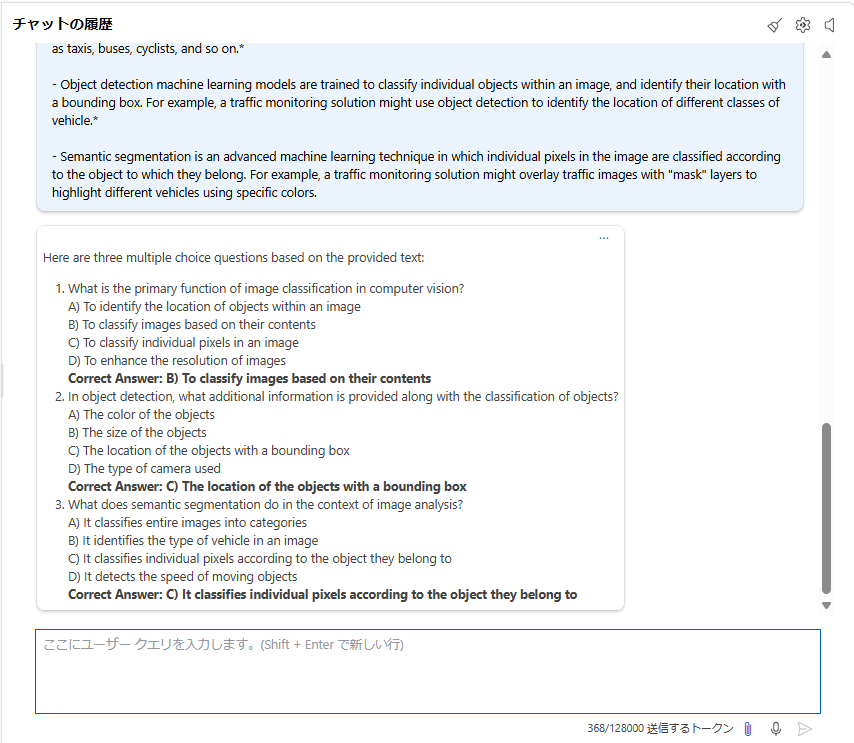 チャットの履歴
as taxis, buses, cyclists, and so on.*
- Object detection machine learning models are trained to classify individual objects within an image, and identify their location with
a bounding box. For example, a traffic monitoring solution might use object detection to identify the location of different classes of
vehicle.*
- Semantic segmentation is an advanced machine learning technique in which individual pixels in the image are classified according
to the object to which they belong. For example, a traffic monitoring solution might overlay traffic images with "mask" layers to
highlight different vehicles using specific colors.
...
Here are three multiple choice questions based on the provided text:
1. What is the primary function of image classification in computer vision?
A) To identify the location of objects within an image
B) To classify images based on their contents
C) To classify individual pixels in an image
D) To enhance the resolution of images
Correct Answer: B) To classify images based on their contents
2. In object detection, what additional information is provided along with the classification of objects?
A) The color of the objects
B) The size of the objects
C) The location of the objects with a bounding box
D) The type of camera used
Correct Answer: C) The location of the objects with a bounding box
3. What does semantic segmentation do in the context of image analysis?
A) It classifies entire images into categories
B) It identifies the type of vehicle in an image
C) It classifies individual pixels according to the object they belong to
D) It detects the speed of moving objects
Correct Answer: C) It classifies individual pixels according to the object they belong to
ここにユーザー クエリを入力します。(Shift + Enter で新しい行)
368/128000 送信するトークン